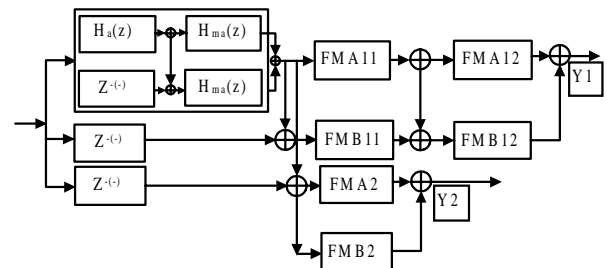 Hₐ(z) Hₘₐ(z)
Z⁻⁽⁻⁾ Hₘₐ(z)
FMA11 FMA12
Y1
Z⁻⁽⁻⁾ FMB11 FMB12
Z⁻⁽⁻⁾ FMA2
Y2
FMB2